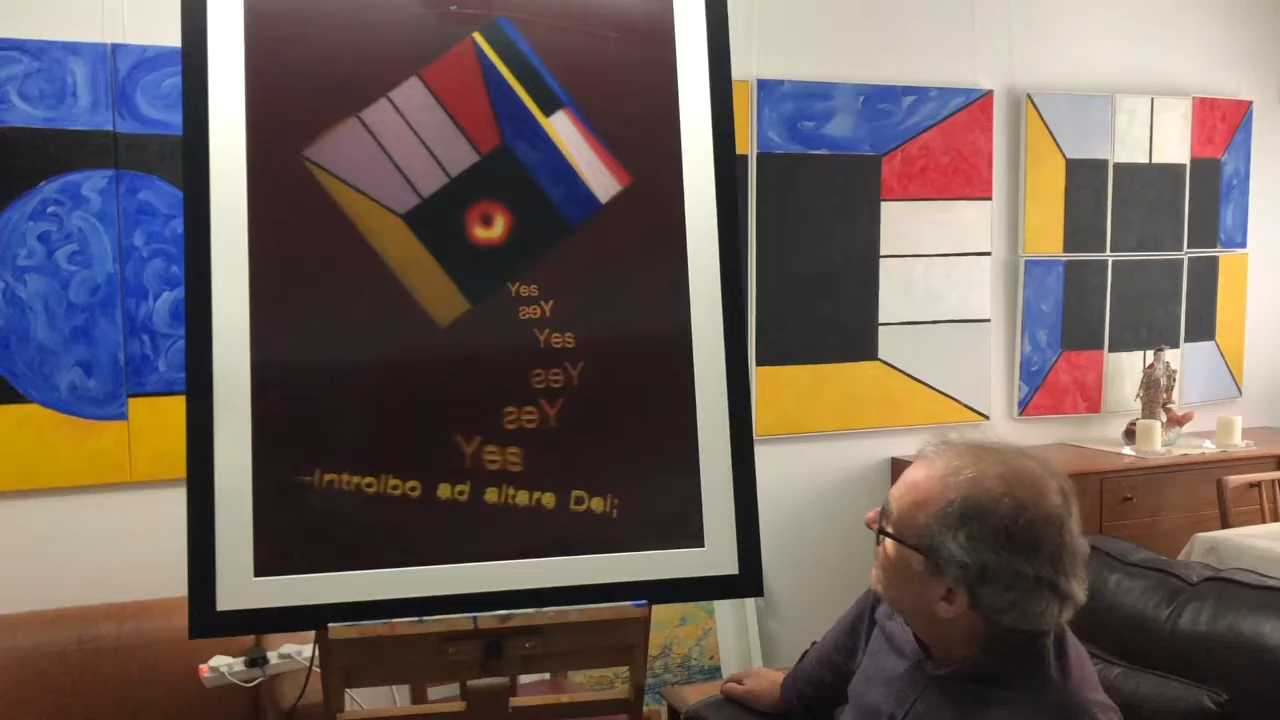 Yes
Yes
Yes
Yes
Yes
Yes
-Introibo ad altare Dei;